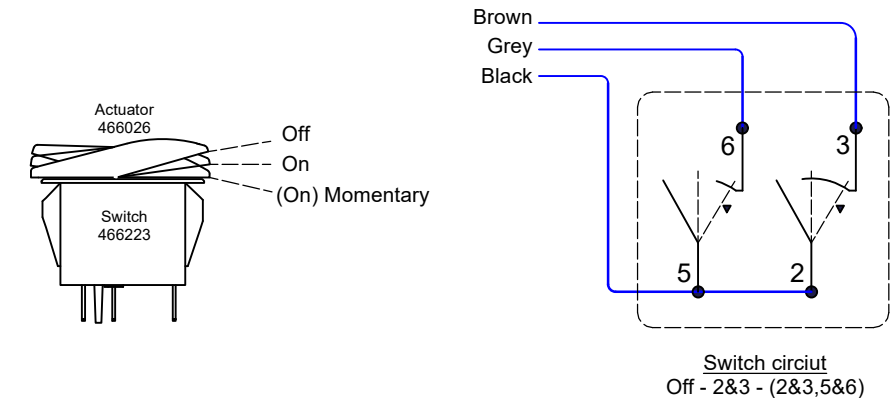 Actuator
466026
Off
On
(On) Momentary
Switch
466223
Brown
Grey
Black
6
3
5
2
Switch circiut
Off - 2&3 - (2&3,5&6)